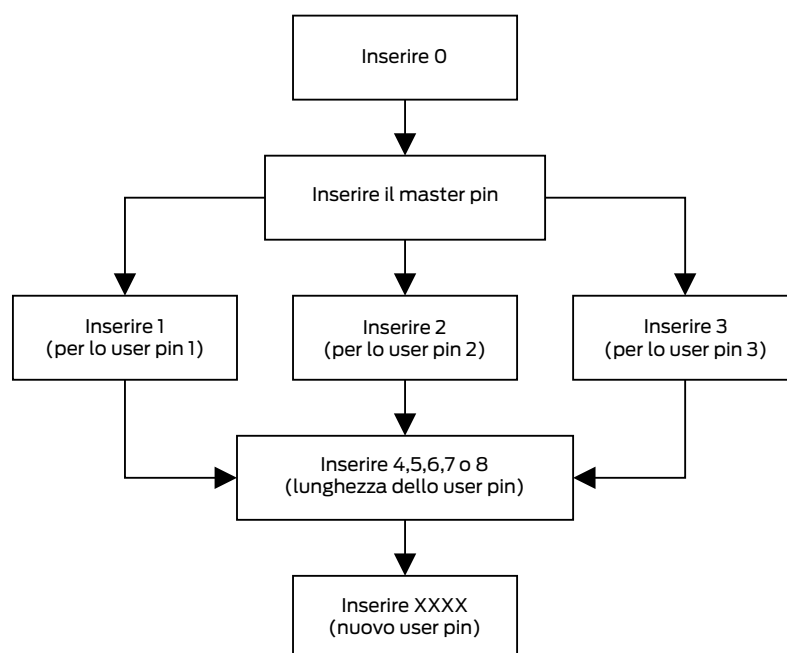 Inserire 0
Inserire il master pin
Inserire 1
(per lo user pin 1)
Inserire 2
(per lo user pin 2)
Inserire 3
(per lo user pin 3)
Inserire 4,5,6,7 o 8
(lunghezza dello user pin)
Inserire XXXX
(nuovo user pin)